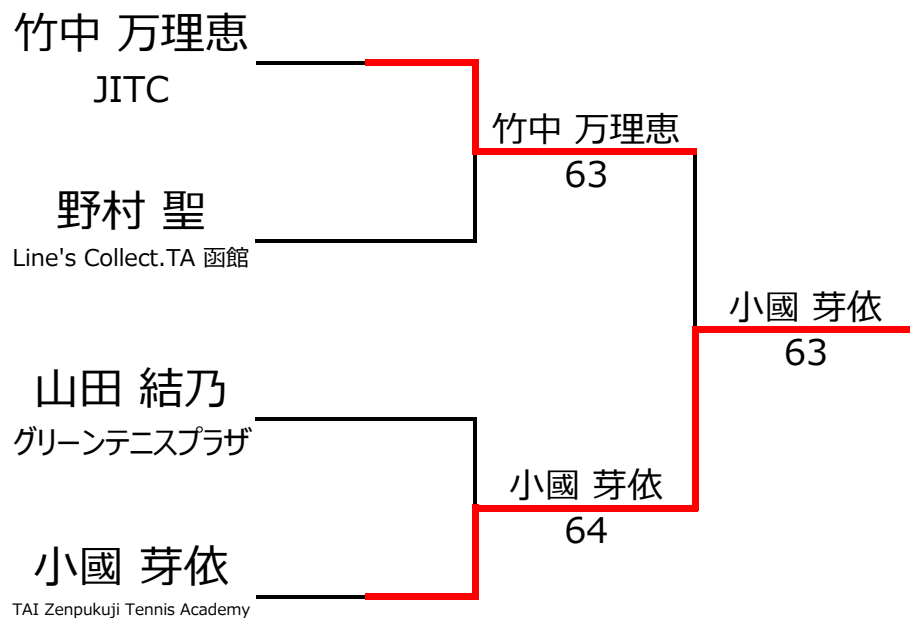 竹中 万理恵
JITC
竹中 万理恵
63
野村 聖
Line's Collect.TA 函館
小國 芽依
63
山田 結乃
グリーンテニスプラザ
小國 芽依
64
小國 芽依
TAI Zenpukuji Tennis Academy